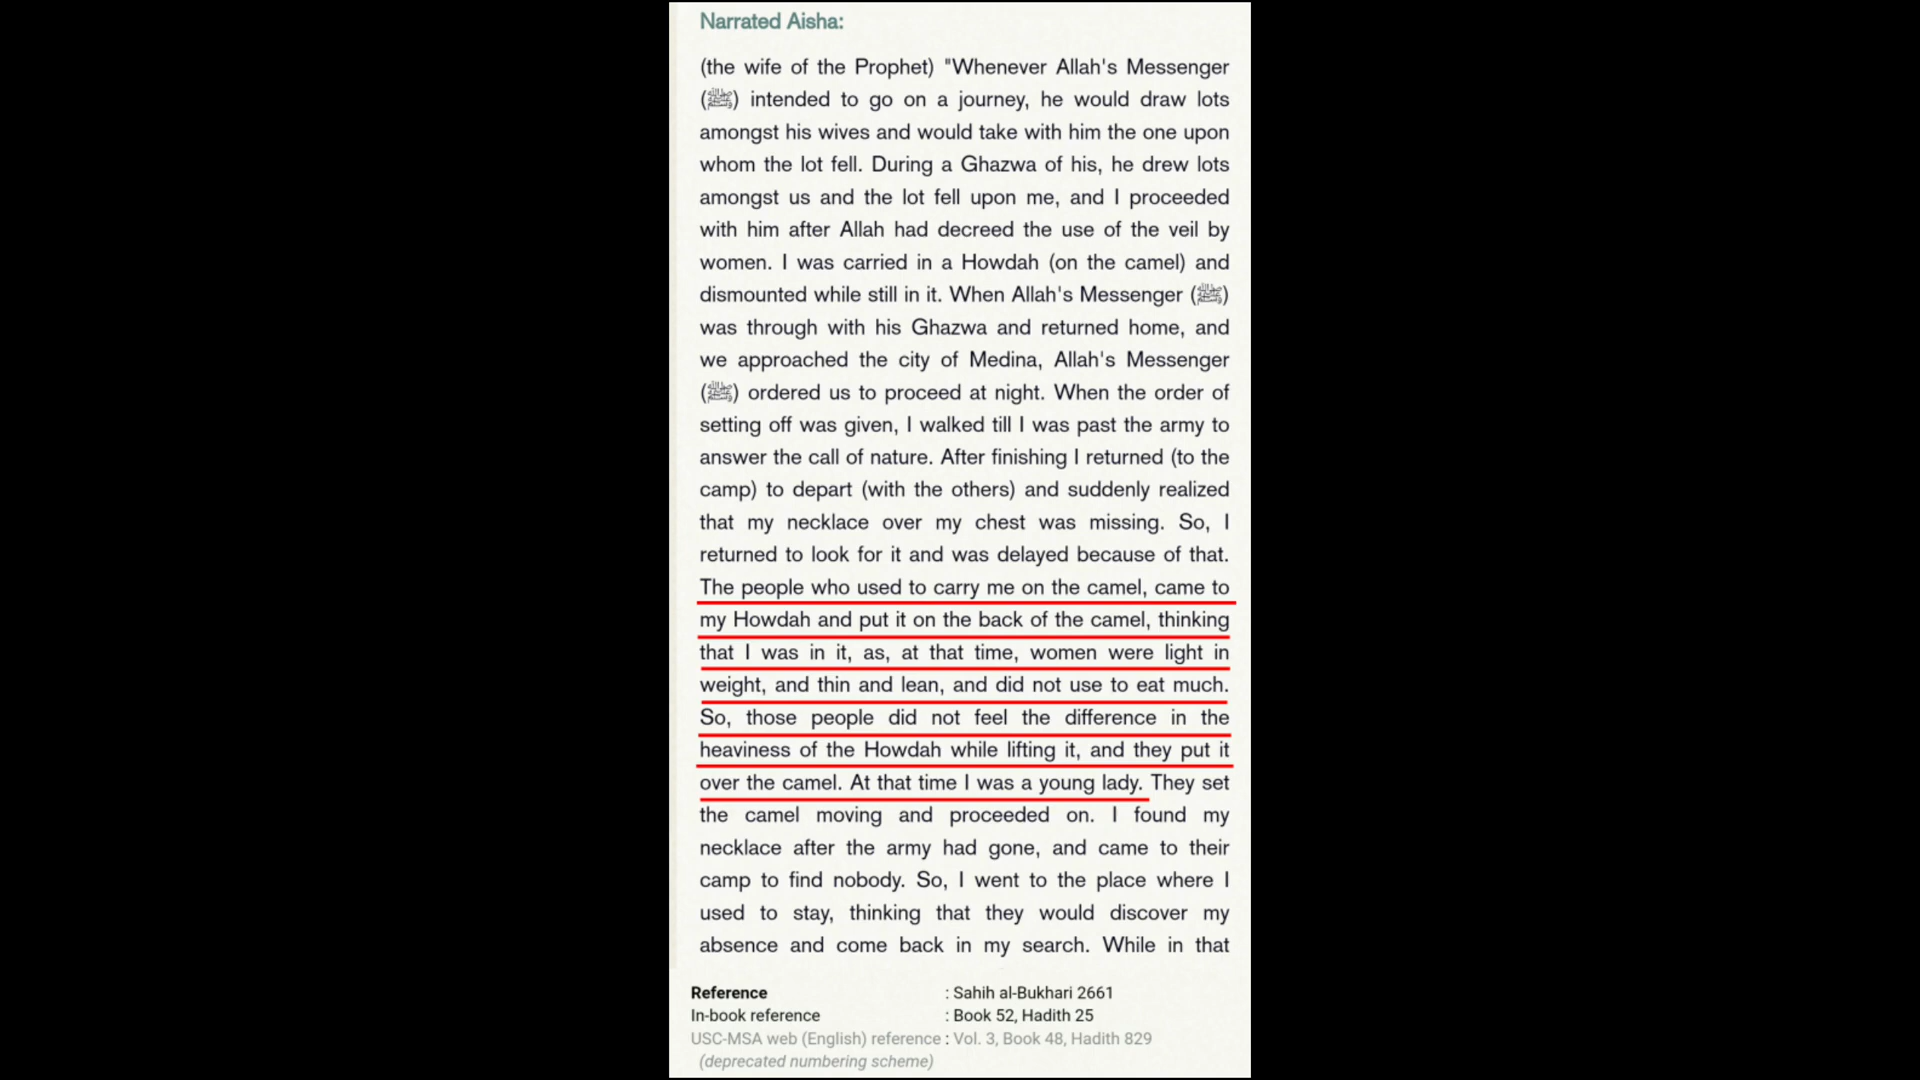 Narrated Aisha:
(the wife of the Prophet) "Whenever Allah's Messenger
(ﷺ) intended to go on a journey, he would draw lots
amongst his wives and would take with him the one upon
whom the lot fell. During a Ghazwa of his, he drew lots
amongst us and the lot fell upon me, and I proceeded
with him after Allah had decreed the use of the veil by
women. I was carried in a Howdah (on the camel) and
dismounted while still in it. When Allah's Messenger (ﷺ)
was through with his Ghazwa and returned home, and
we approached the city of Medina, Allah's Messenger
(ﷺ) ordered us to proceed at night. When the order of
setting off was given, I walked till I was past the army to
answer the call of nature. After finishing I returned (to the
camp) to depart (with the others) and suddenly realized
that my necklace over my chest was missing. So, I
returned to look for it and was delayed because of that.
The people who used to carry me on the camel, came to
my Howdah and put it on the back of the camel, thinking
that I was in it, as, at that time, women were light in
weight, and thin and lean, and did not use to eat much.
So, those people did not feel the difference in the
heaviness of the Howdah while lifting it, and they put it
over the camel. At that time I was a young lady. They set
the camel moving and proceeded on. I found my
necklace after the army had gone, and came to their
camp to find nobody. So, I went to the place where I
used to stay, thinking that they would discover my
absence and come back in my search. While in that
Reference : Sahih al-Bukhari 2661
In-book reference : Book 52, Hadith 25
USC-MSA web (English) reference : Vol. 3, Book 48, Hadith 829
(deprecated numbering scheme)